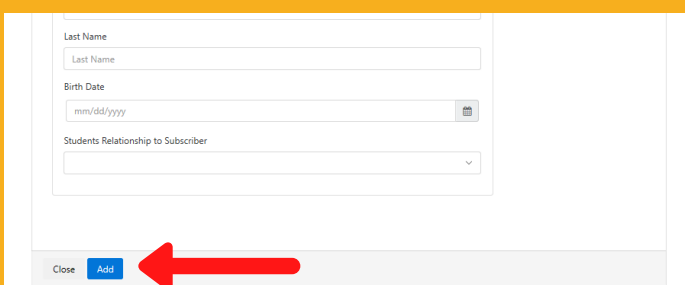 Last Name
Last Name
Birth Date
mm/dd/yyyy
Students Relationship to Subscriber
Close Add